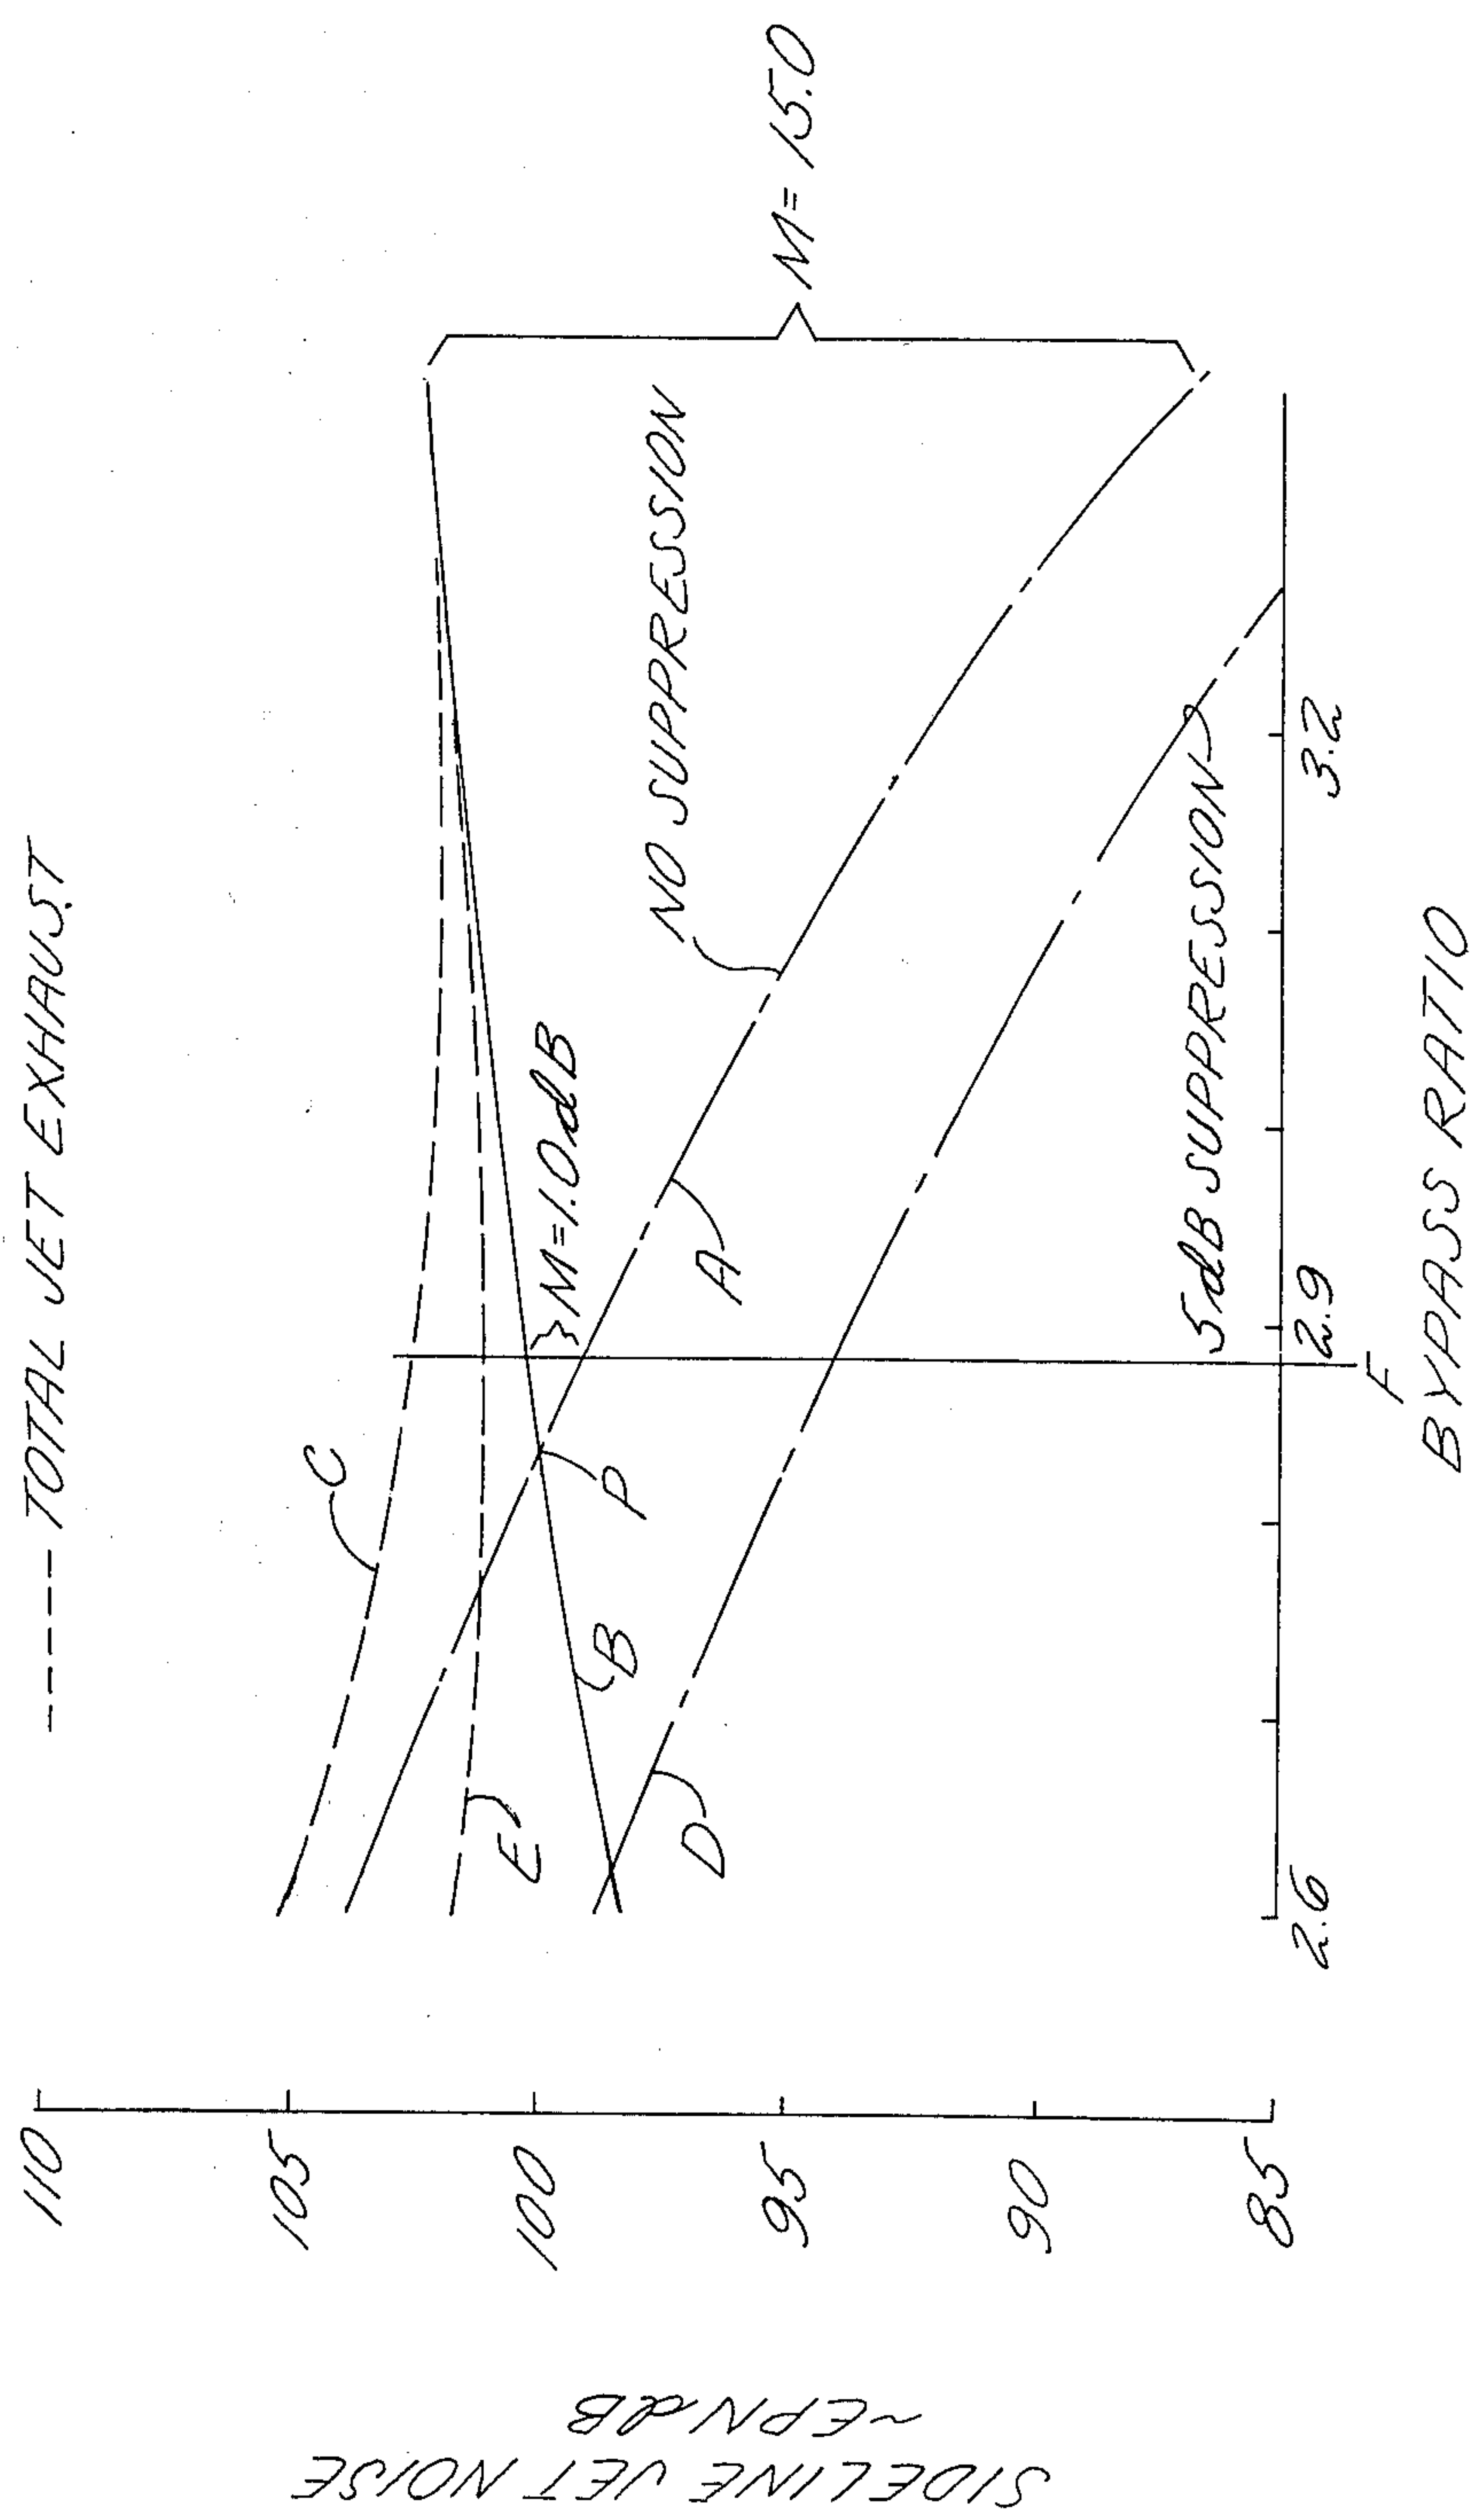 ---- TOTAL JET EXHAUST
SIDELINE JET NOISE
~EPNdB
110
105
100
95
90
85
C
E
B
P
D
A
M=1.0dB
NO SUPPRESSION
M=15.0
5dB SUPPRESSION
2.6
2.9
3.2
F
BYPASS RATIO